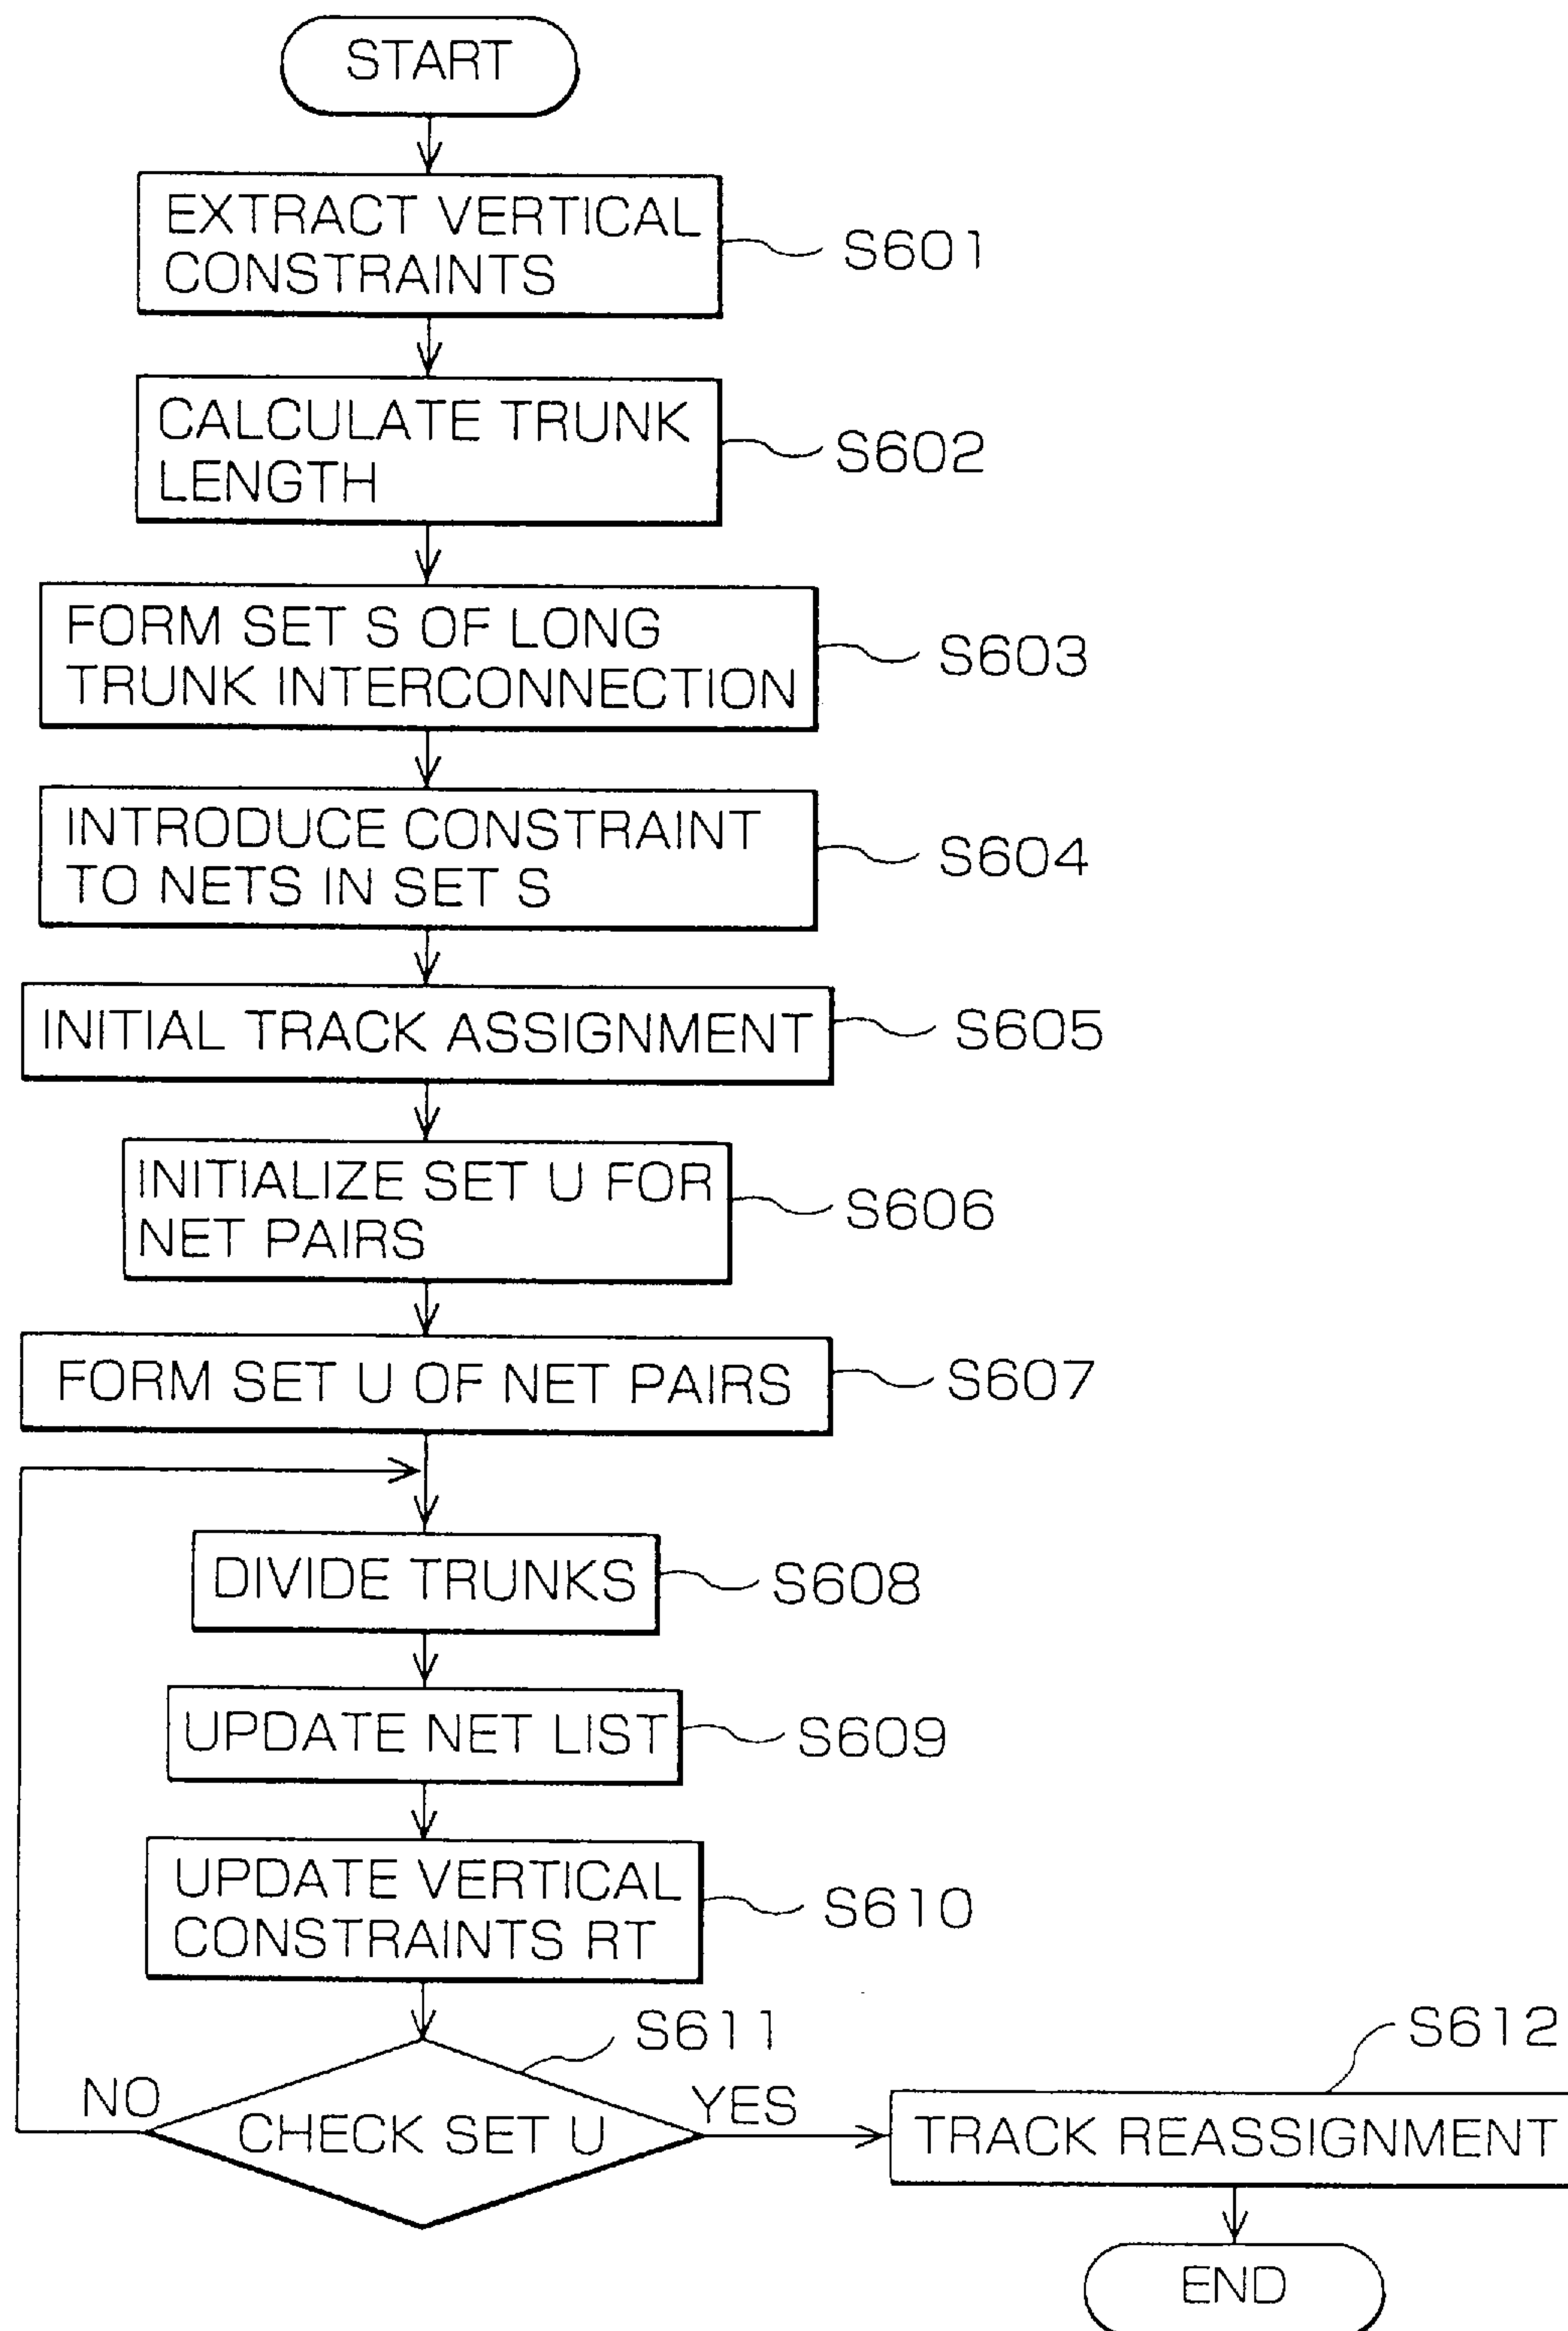 START
EXTRACT VERTICAL
CONSTRAINTS
S601
CALCULATE TRUNK
LENGTH
S602
FORM SET S OF LONG
TRUNK INTERCONNECTION
S603
INTRODUCE CONSTRAINT
TO NETS IN SET S
S604
INITIAL TRACK ASSIGNMENT
S605
INITIALIZE SET U FOR
NET PAIRS
S606
FORM SET U OF NET PAIRS
S607
DIVIDE TRUNKS
S608
UPDATE NET LIST
S609
UPDATE VERTICAL
CONSTRAINTS RT
S610
S611
S612
NO
CHECK SET U
YES
TRACK REASSIGNMENT
END